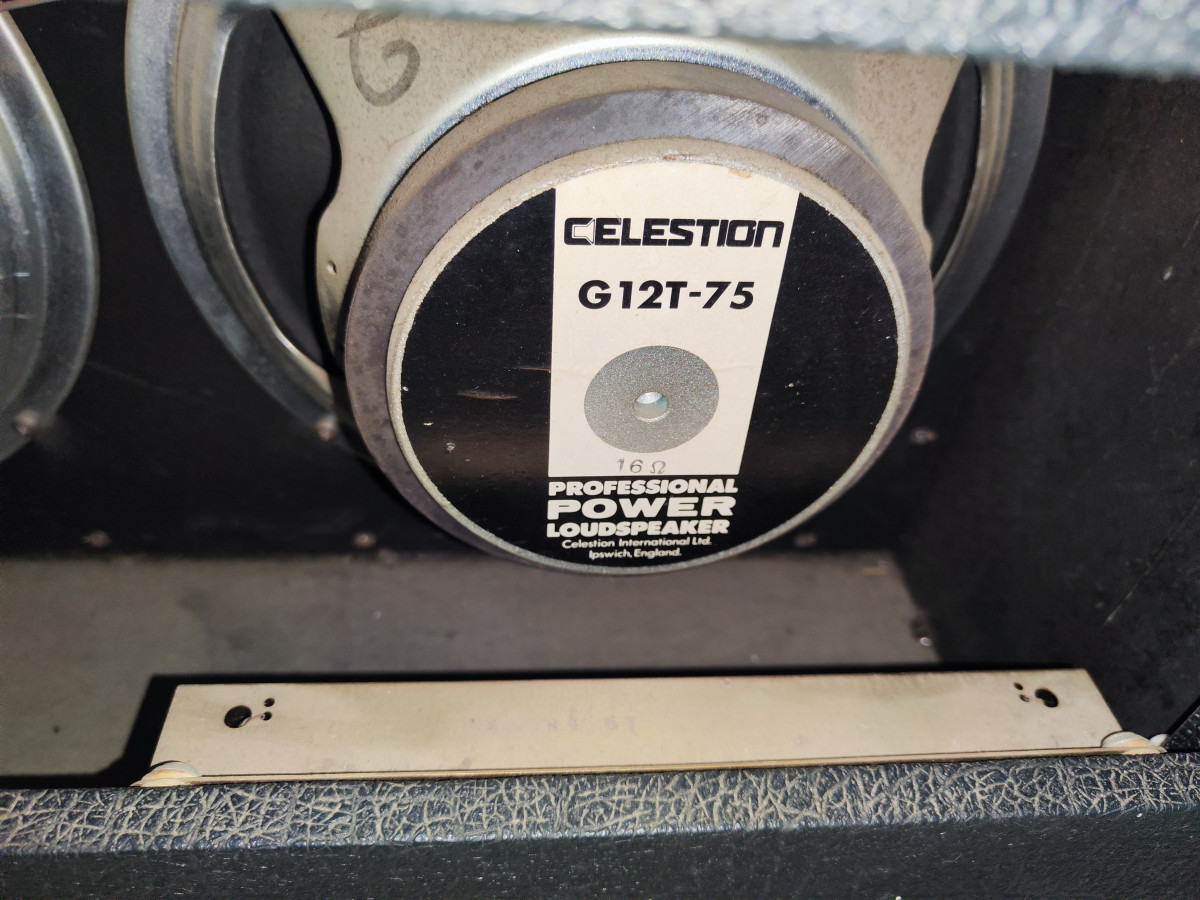 CELESTION
G12T-75
16 Ω
PROFESSIONAL
POWER
LOUDSPEAKER
Celestion International Ltd.
Ipswich, England.